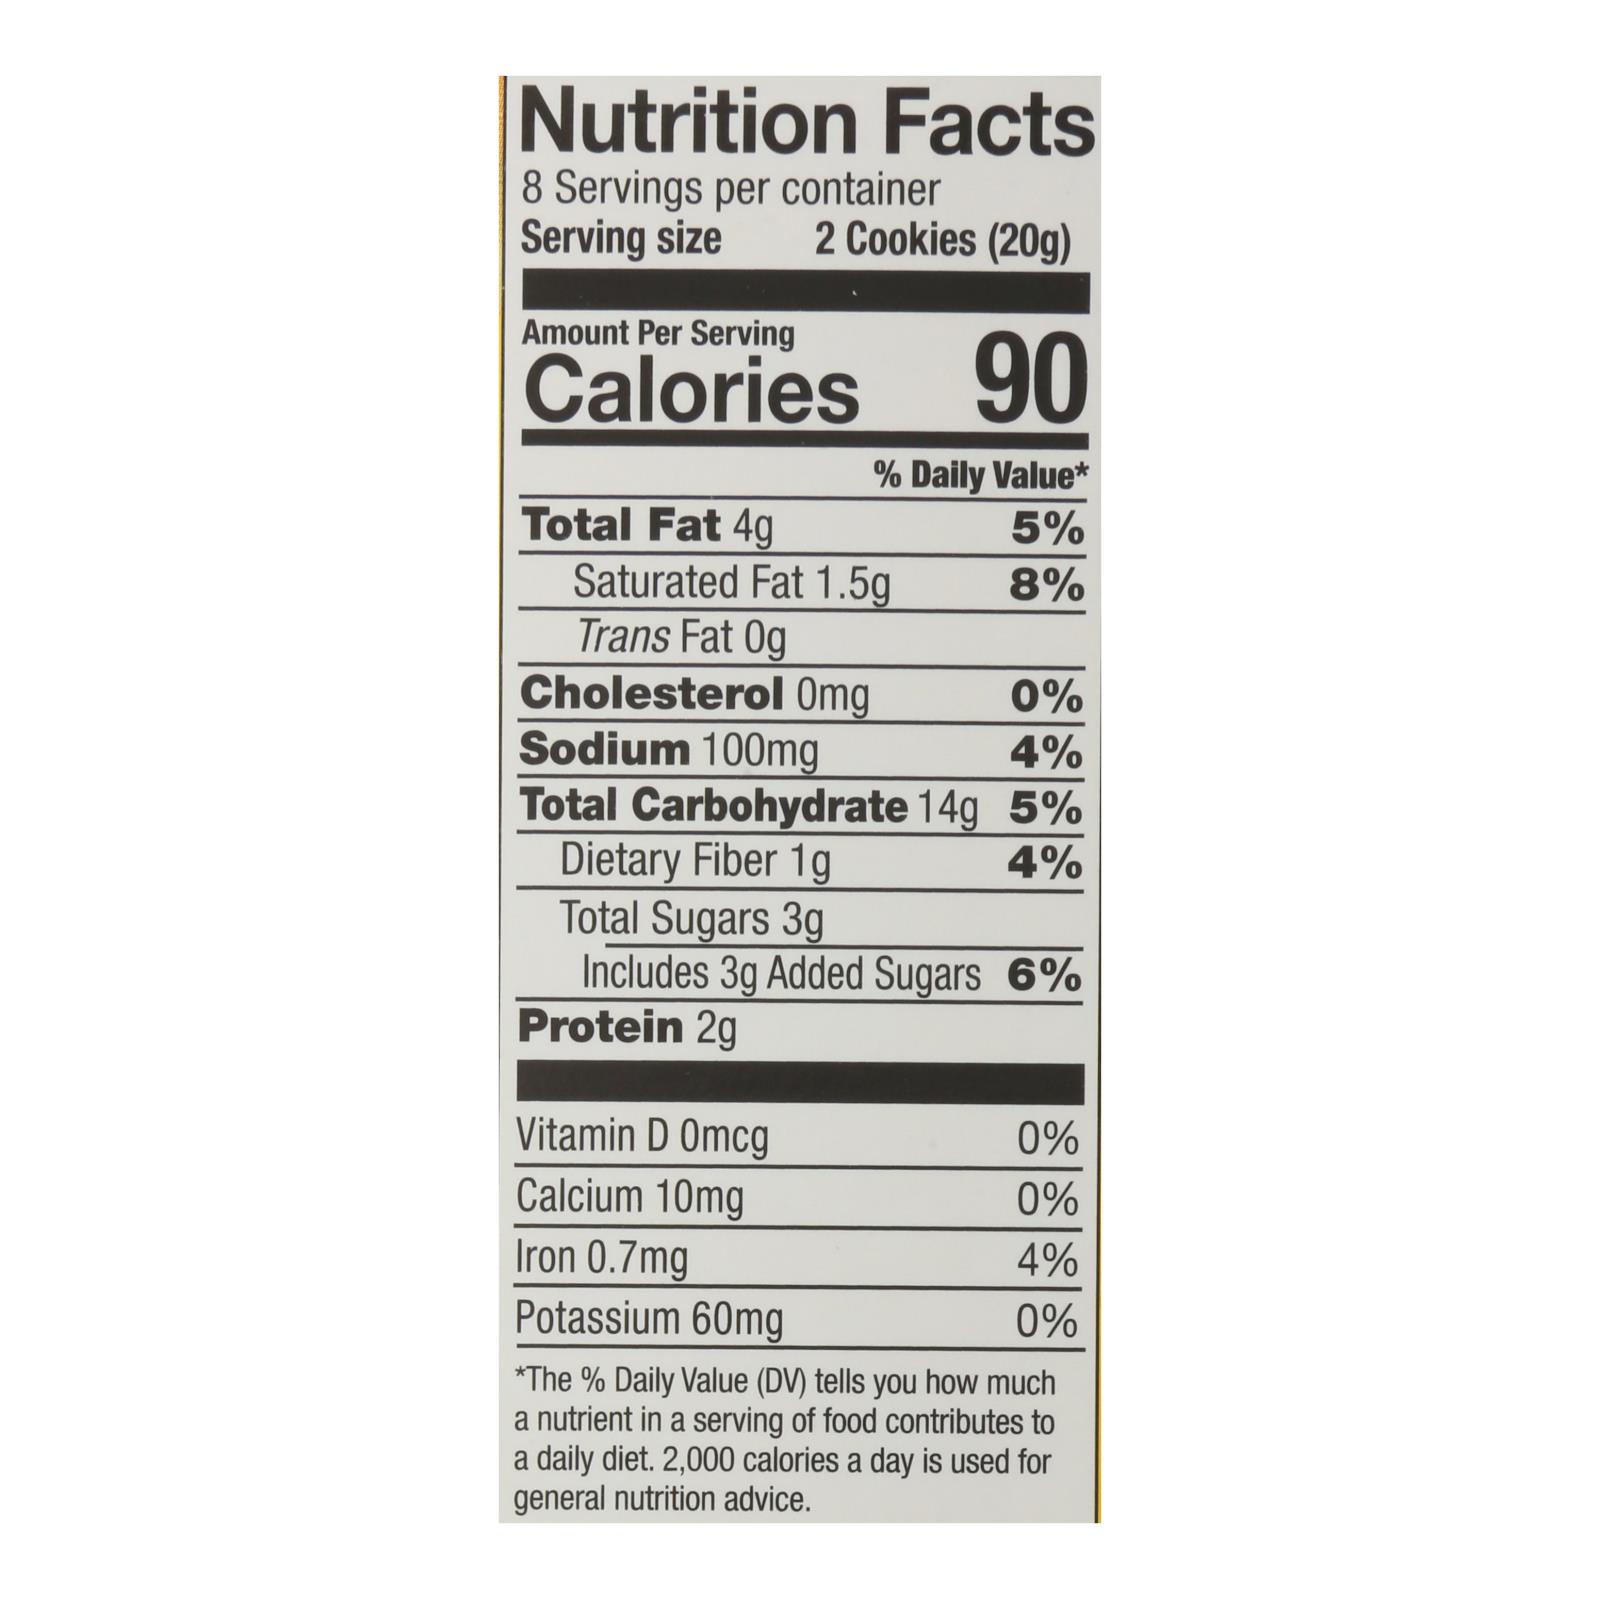 Nutrition Facts
8 Servings per container
Serving size 2 Cookies (20g)
Amount Per Serving
Calories 90
% Daily Value*
Total Fat 4g 5%
Saturated Fat 1.5g 8%
Trans Fat 0g
Cholesterol 0mg 0%
Sodium 100mg 4%
Total Carbohydrate 14g 5%
Dietary Fiber 1g 4%
Total Sugars 3g
Includes 3g Added Sugars 6%
Protein 2g
Vitamin D 0mcg 0%
Calcium 10mg 0%
Iron 0.7mg 4%
Potassium 60mg 0%
*The % Daily Value (DV) tells you how much
a nutrient in a serving of food contributes to
a daily diet. 2,000 calories a day is used for
general nutrition advice.